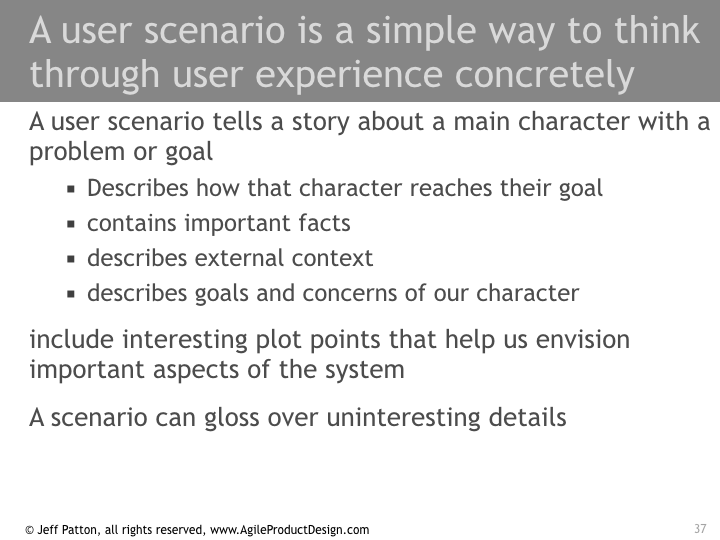 A user scenario is a simple way to think
through user experience concretely
A user scenario tells a story about a main character with a
problem or goal
▪ Describes how that character reaches their goal
▪ contains important facts
▪ describes external context
▪ describes goals and concerns of our character
include interesting plot points that help us envision
important aspects of the system
A scenario can gloss over uninteresting details
© Jeff Patton, all rights reserved, www.AgileProductDesign.com
37